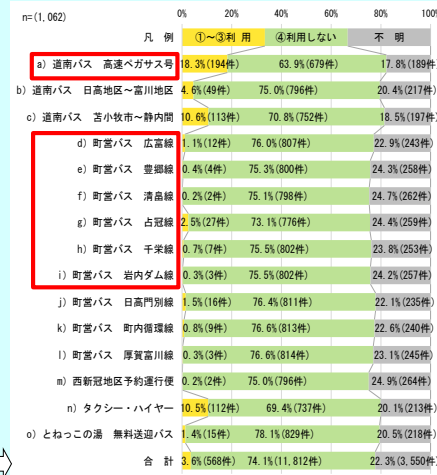 n=(1,062)
0% 20% 40% 60% 80% 100%
凡 例 ①～③利 用 ④利用しない 不 明
a) 道南バス 高速ペガサス号 18.3%(194件) 63.9%(679件) 17.8%(189件
b) 道南バス 日高地区～富川地区 4.6%(49件) 75.0%(796件) 20.4%(217件)
c) 道南バス 苫小牧市～静内間 10.6%(113件) 70.8%(752件) 18.5%(197件
d) 町営バス 広富線 1.1%(12件) 76.0%(807件) 22.9%(243件)
e) 町営バス 豊郷線 0.4%(4件) 75.3%(800件) 24.3%(258件)
f) 町営バス 清畠線 0.2%(2件) 75.1%(798件) 24.7%(262件)
g) 町営バス 占冠線 2.5%(27件) 73.1%(776件) 24.4%(259件)
h) 町営バス 千栄線 0.7%(7件) 75.5%(802件) 23.8%(253件)
i) 町営バス 岩内ダム線 0.3%(3件) 75.5%(802件) 24.2%(257件)
j) 町営バス 日高門別線 1.5%(16件) 76.4%(811件) 22.1%(235件)
k) 町営バス 町内循環線 0.8%(9件) 76.6%(813件) 22.6%(240件)
l) 町営バス 厚賀富川線 0.3%(3件) 76.6%(814件) 23.1%(245件)
m) 西新冠地区予約運行便 0.2%(2件) 75.0%(796件) 24.9%(264件)
n) タクシー・ハイヤー 10.5%(112件) 69.4%(737件) 20.1%(213件)
o) とねっこの湯 無料送迎バス 1.4%(15件) 78.1%(829件) 20.5%(218件)
合 計 3.6%(568件) 74.1%(11,812件) 22.3%(3,550件